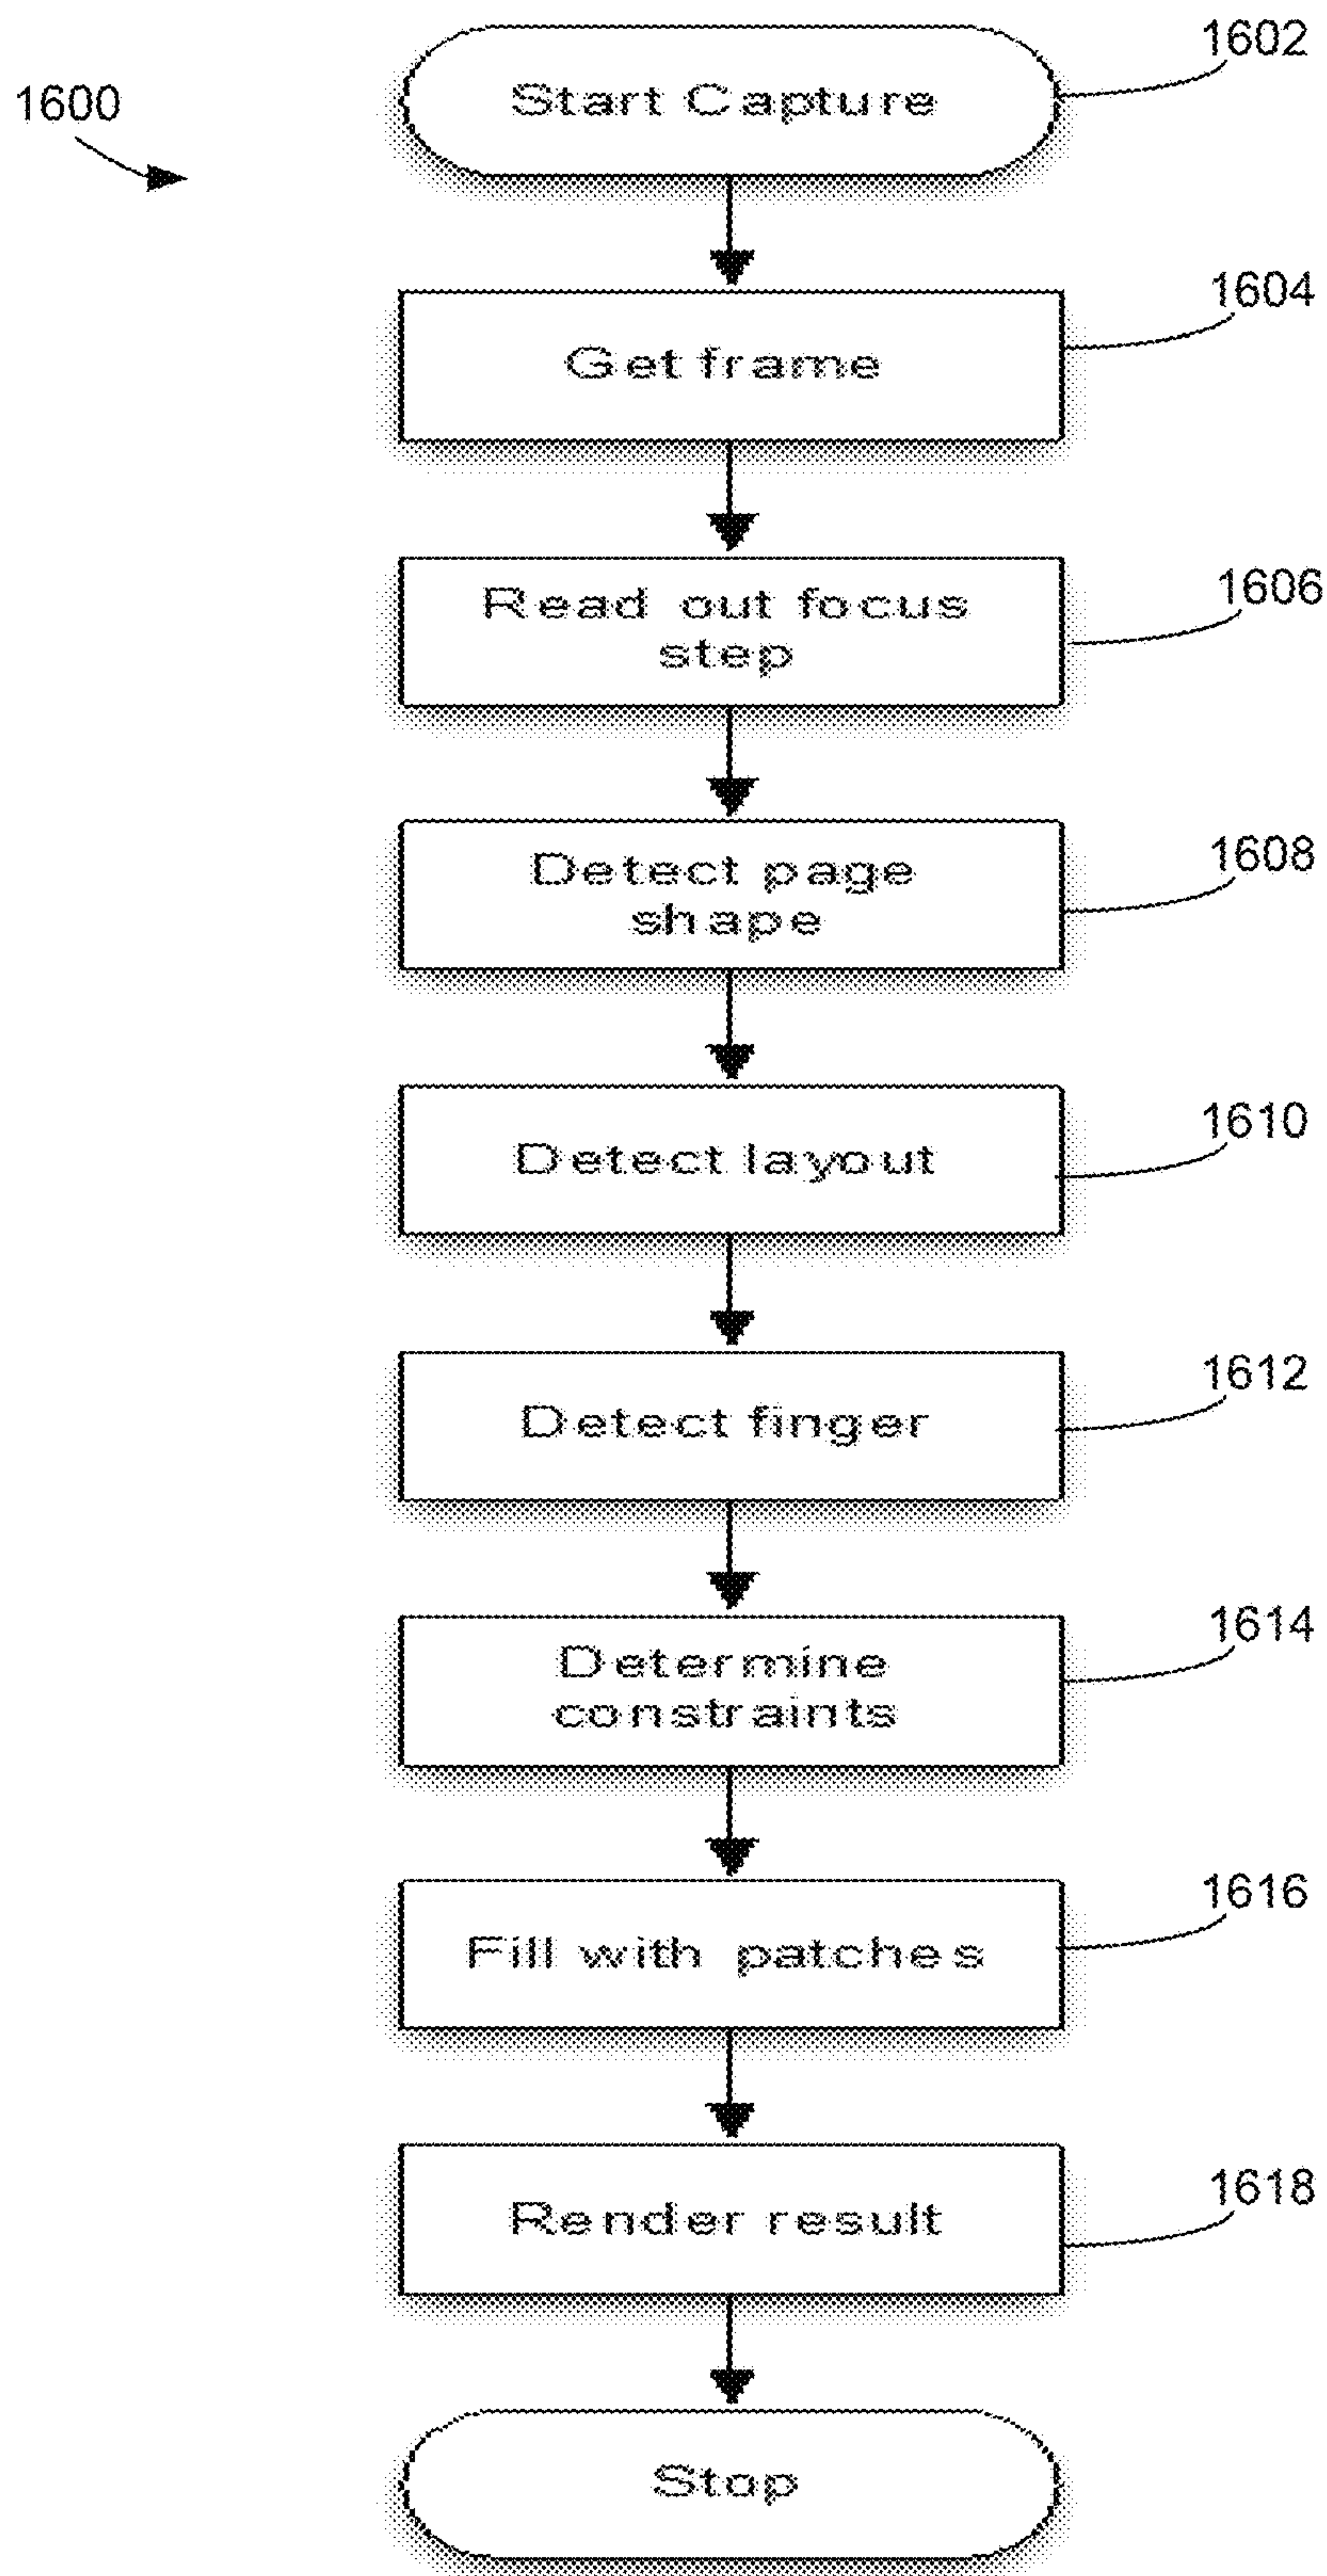 1600
Start Capture
1602
Get frame
1604
Read out focus
step
1606
Detect page
shape
1608
Detect layout
1610
Detect finger
1612
Determine
constraints
1614
Fill with patches
1616
Render result
1618
Stop